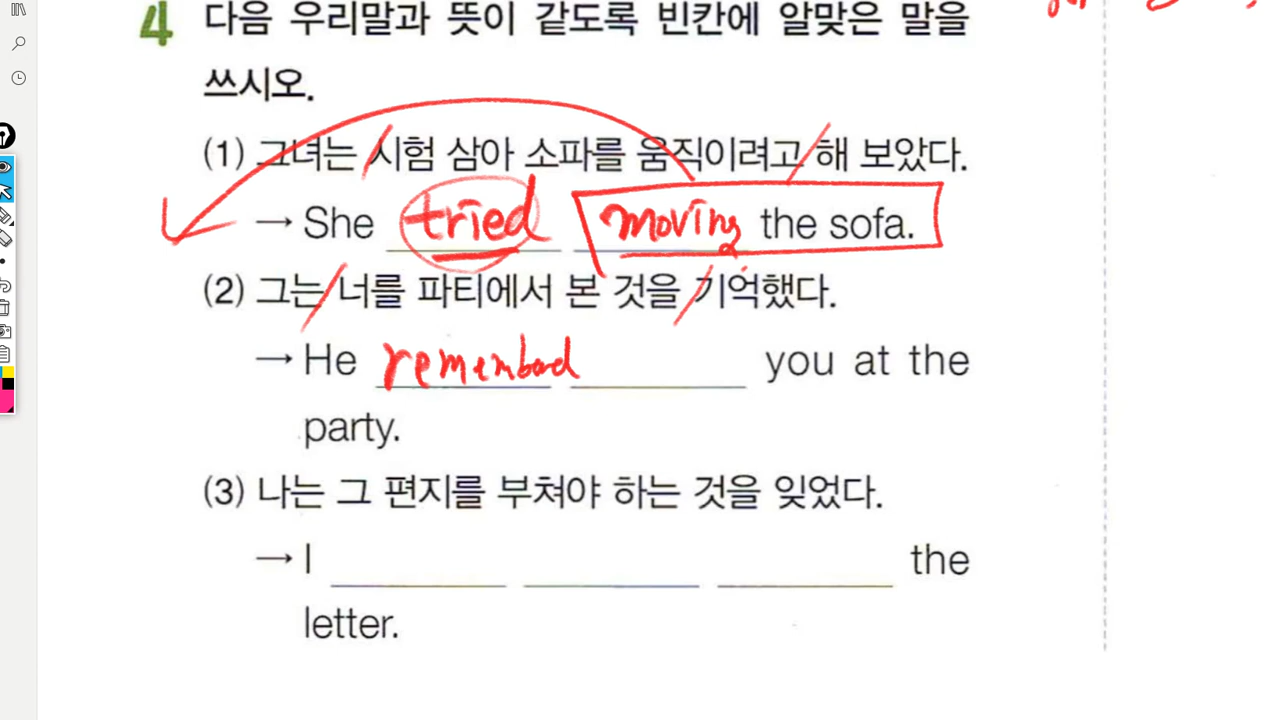 4 다음 우리말과 뜻이 같도록 빈칸에 알맞은 말을
쓰시오.
(1) 그녀는 시험 삼아 소파를 움직이려고 해 보았다.
→ She tried moving the sofa.
(2) 그는 너를 파티에서 본 것을 기억했다.
→ He you at the
party.
(3) 나는 그 편지를 부쳐야 하는 것을 잊었다.
→ I the
letter.